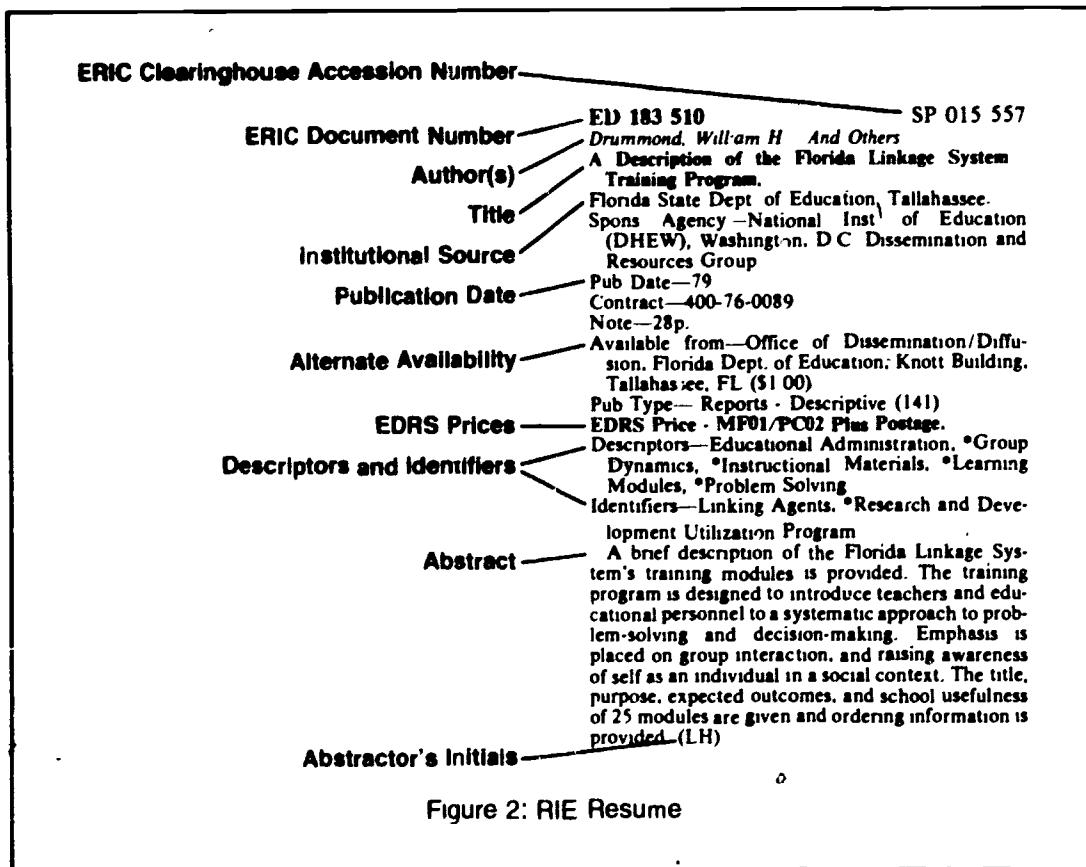 ERIC Clearinghouse Accession Number
ED 183 510 SP 015 557
ERIC Document Number
Drummond, William H And Others
Author(s)
A Description of the Florida Linkage System
Training Program.
Title
Florida State Dept of Education, Tallahassee.
Spons Agency—National Inst of Education
(DHEW), Washington, D C Dissemination and
Resources Group
Institutional Source
Pub Date—79
Publication Date
Contract—400-76-0089
Note—28p.
Alternate Availability
Available from—Office of Dissemination/Diffu-
sion, Florida Dept. of Education, Knott Building,
Tallahassee, FL ($1 00)
Pub Type— Reports - Descriptive (141)
EDRS Prices
EDRS Price - MF01/PC02 Plus Postage.
Descriptors and Identifiers
Descriptors—Educational Administration, *Group
Dynamics, *Instructional Materials, *Learning
Modules, *Problem Solving
Identifiers—Linking Agents, *Research and Deve-
lopment Utilization Program
Abstract
A brief description of the Florida Linkage Sys-
tem's training modules is provided. The training
program is designed to introduce teachers and edu-
cational personnel to a systematic approach to prob-
lem-solving and decision-making. Emphasis is
placed on group interaction, and raising awareness
of self as an individual in a social context. The title,
purpose, expected outcomes, and school usefulness
of 25 modules are given and ordering information is
provided (LH)
Abstractor's Initials
Figure 2: RIE Resume